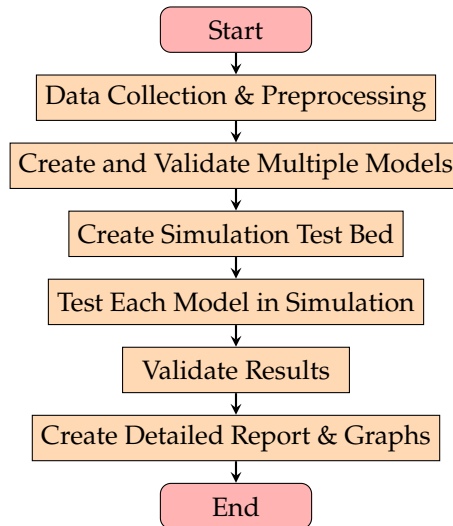 Start
Data Collection & Preprocessing
Create and Validate Multiple Models
Create Simulation Test Bed
Test Each Model in Simulation
Validate Results
Create Detailed Report & Graphs
End